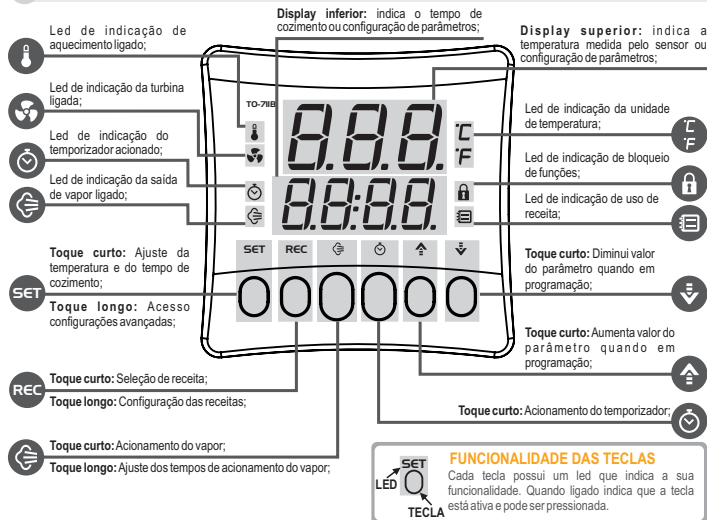 Led de indicação de
aquecimento ligado;
Led de indicação da turbina
ligada;
Led de indicação do
temporizador acionado;
Led de indicação da saída
de vapor ligado;
Display inferior: indica o tempo de
cozimento ou configuração de parâmetros;
Display superior: indica a
temperatura medida pelo sensor ou
configuração de parâmetros;
TO-711B
8.8.8.
88:8.8.
°C
°F
Led de indicação da unidade
de temperatura;
°C
°F
Led de indicação de bloqueio
de funções;
Led de indicação de uso de
receita;
SET REC
Toque curto: Ajuste da
temperatura e do tempo de
cozimento;
Toque longo: Acesso
configurações avançadas;
SET
Toque curto: Diminui valor
do parâmetro quando em
programação;
Toque curto: Aumenta valor do
parâmetro quando em
programação;
REC
Toque curto: Seleção de receita;
Toque longo: Configuração das receitas;
Toque curto: Acionamento do temporizador;
Toque curto: Acionamento do vapor;
Toque longo: Ajuste dos tempos de acionamento do vapor;
SET
LED
TECLA
FUNCIONALIDADE DAS TECLAS
Cada tecla possui um led que indica a sua
funcionalidade. Quando ligado indica que a tecla
está ativa e pode ser pressionada.